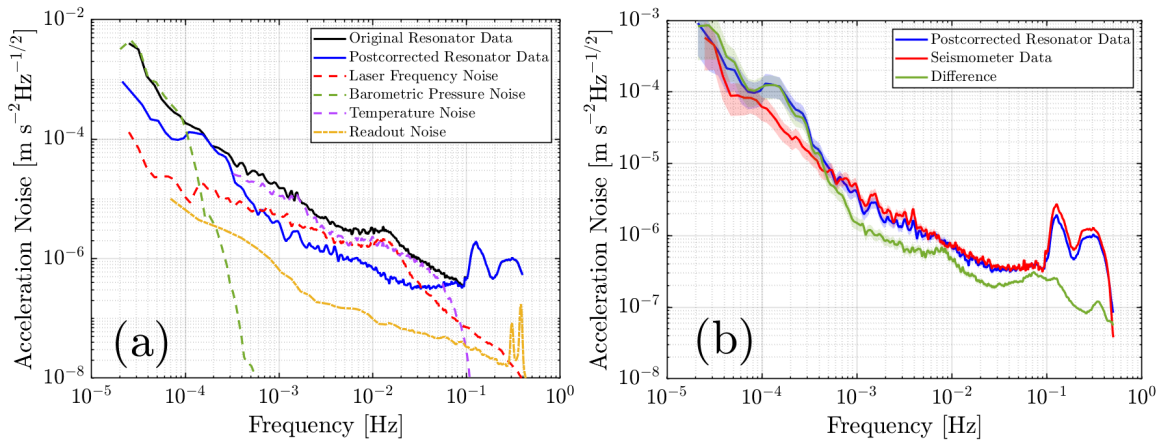 10^-2
10^-4
10^-6
10^-8
Acceleration Noise [m s^-2 Hz^-1/2]
Original Resonator Data
Postcorrected Resonator Data
Laser Frequency Noise
Barometric Pressure Noise
Temperature Noise
Readout Noise
(a)
10^-5
10^-4
10^-3
10^-2
10^-1
10^0
Frequency [Hz]
10^-3
10^-4
10^-5
10^-6
10^-7
10^-8
Acceleration Noise [m s^-2 Hz^-1/2]
Postcorrected Resonator Data
Seismometer Data
Difference
(b)
10^-5
10^-4
10^-3
10^-2
10^-1
10^0
Frequency [Hz]